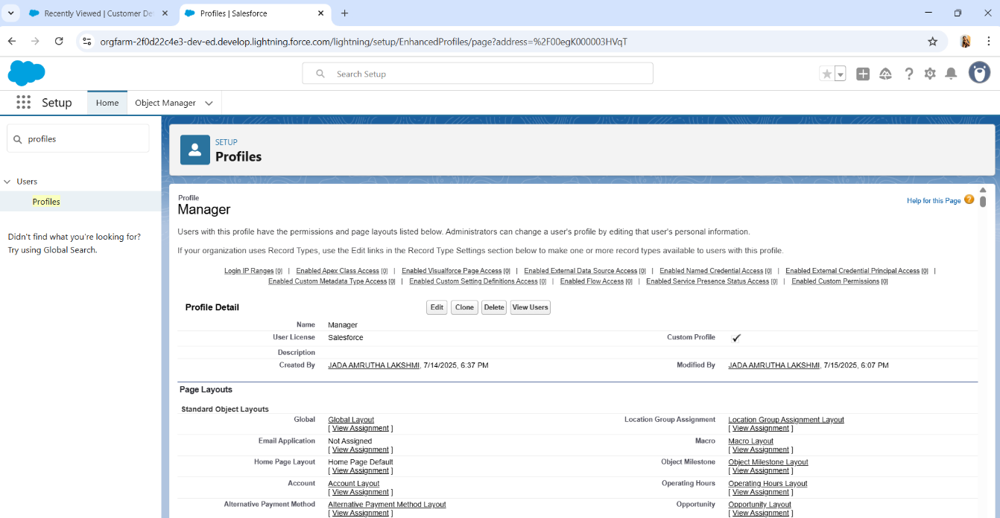 Recently Viewed | Customer De
Profiles | Salesforce
orgfarm-2f0d22c4e3-dev-ed.develop.lightning.force.com/lightning/setup/EnhancedProfiles/page?address=%2F00egK000003HVqT
Search Setup
Setup
Home
Object Manager
profiles
Users
Profiles
Didn't find what you're looking for?
Try using Global Search.
SETUP
Profiles
Profile
Manager
Help for this Page
Users with this profile have the permissions and page layouts listed below. Administrators can change a user's profile by editing that user's personal information.
If your organization uses Record Types, use the Edit links in the Record Type Settings section below to make one or more record types available to users with this profile.
Login IP Ranges [0] | Enabled Apex Class Access [0] | Enabled Visualforce Page Access [0] | Enabled External Data Source Access [0] | Enabled Named Credential Access [0] | Enabled External Credential Principal Access [0] |
Enabled Custom Metadata Type Access [0] | Enabled Custom Setting Definitions Access [0] | Enabled Flow Access [0] | Enabled Service Presence Status Access [0] | Enabled Custom Permissions [0]
Profile Detail Edit Clone Delete View Users
Name Manager
User License Salesforce Custom Profile ✓
Description
Created By JADA AMRUTHA LAKSHMI, 7/14/2025, 6:37 PM Modified By JADA AMRUTHA LAKSHMI, 7/15/2025, 6:07 PM
Page Layouts
Standard Object Layouts
Global Global Layout Location Group Assignment Location Group Assignment Layout
[ View Assignment ] [ View Assignment ]
Email Application Not Assigned Macro Macro Layout
[ View Assignment ] [ View Assignment ]
Home Page Layout Home Page Default Object Milestone Object Milestone Layout
[ View Assignment ] [ View Assignment ]
Account Account Layout Operating Hours Operating Hours Layout
[ View Assignment ] [ View Assignment ]
Alternative Payment Method Alternative Payment Method Layout Opportunity Opportunity Layout
[ View Assignment ] [ View Assignment ]